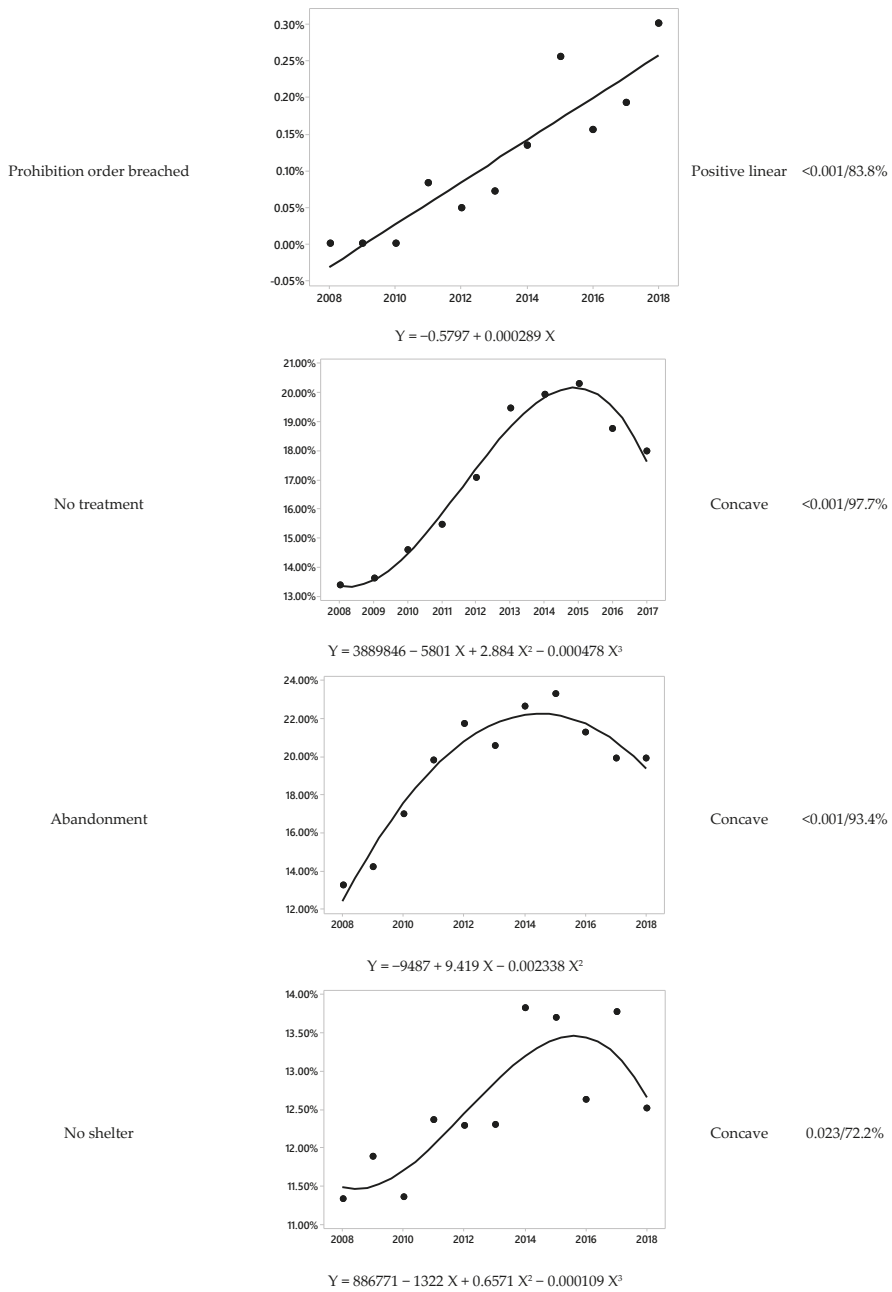 0.30%
0.25%
0.20%
0.15%
0.10%
0.05%
0.00%
-0.05%
2008 2010 2012 2014 2016 2018
Prohibition order breached
Positive linear <0.001/83.8%
Y = −0.5797 + 0.000289 X
21.00%
20.00%
19.00%
18.00%
17.00%
16.00%
15.00%
14.00%
13.00%
2008 2009 2010 2011 2012 2013 2014 2015 2016 2017
No treatment
Concave <0.001/97.7%
Y = 3889846 − 5801 X + 2.884 X² − 0.000478 X³
24.00%
22.00%
20.00%
18.00%
16.00%
14.00%
12.00%
2008 2010 2012 2014 2016 2018
Abandonment
Concave <0.001/93.4%
Y = −9487 + 9.419 X − 0.002338 X²
14.00%
13.50%
13.00%
12.50%
12.00%
11.50%
11.00%
2008 2010 2012 2014 2016 2018
No shelter
Concave 0.023/72.2%
Y = 886771 − 1322 X + 0.6571 X² − 0.000109 X³